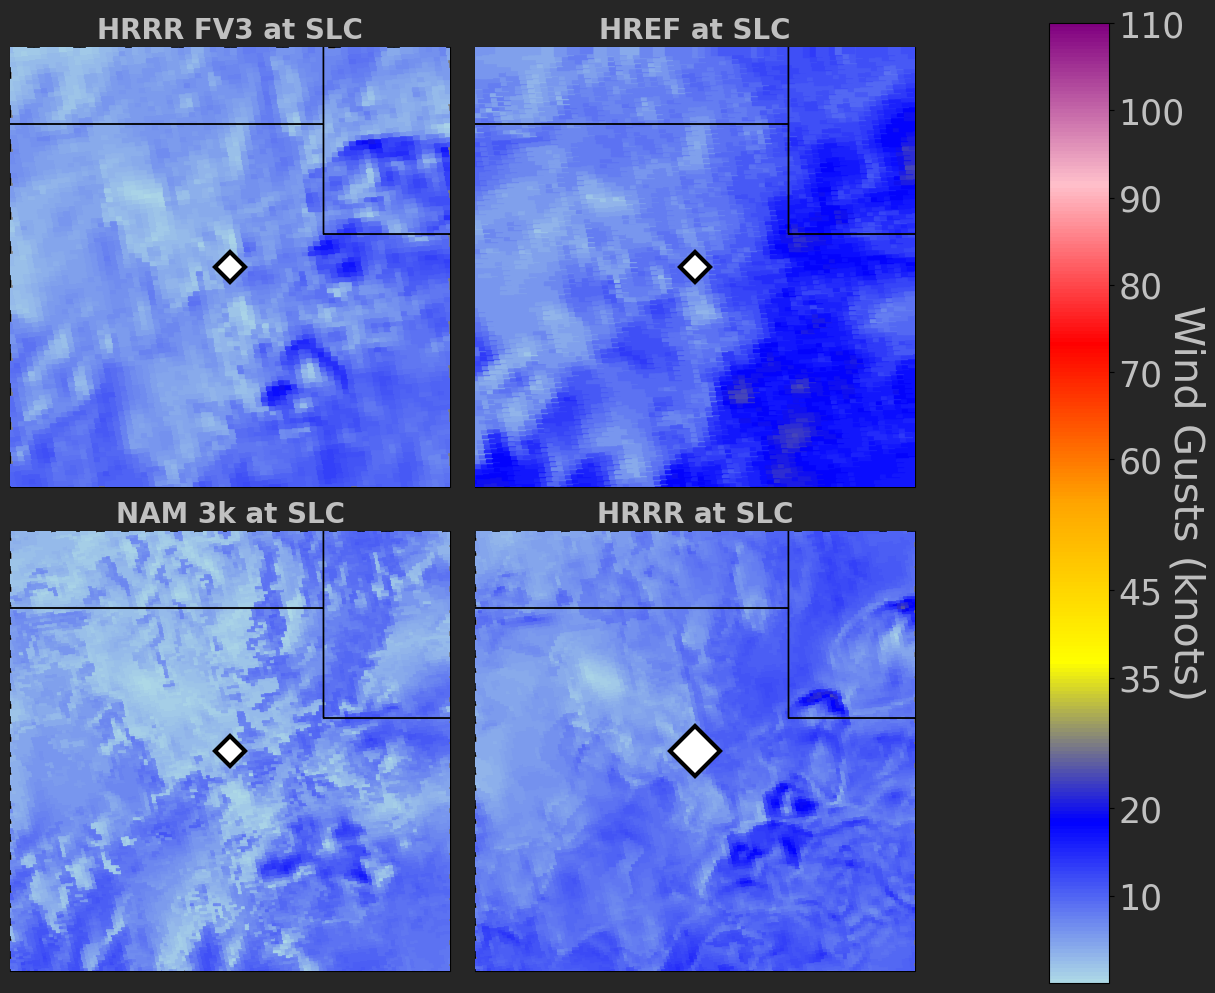 HRRR FV3 at SLC
HREF at SLC
NAM 3k at SLC
HRRR at SLC
110
100
90
80
70
60
45
35
20
10
Wind Gusts (knots)